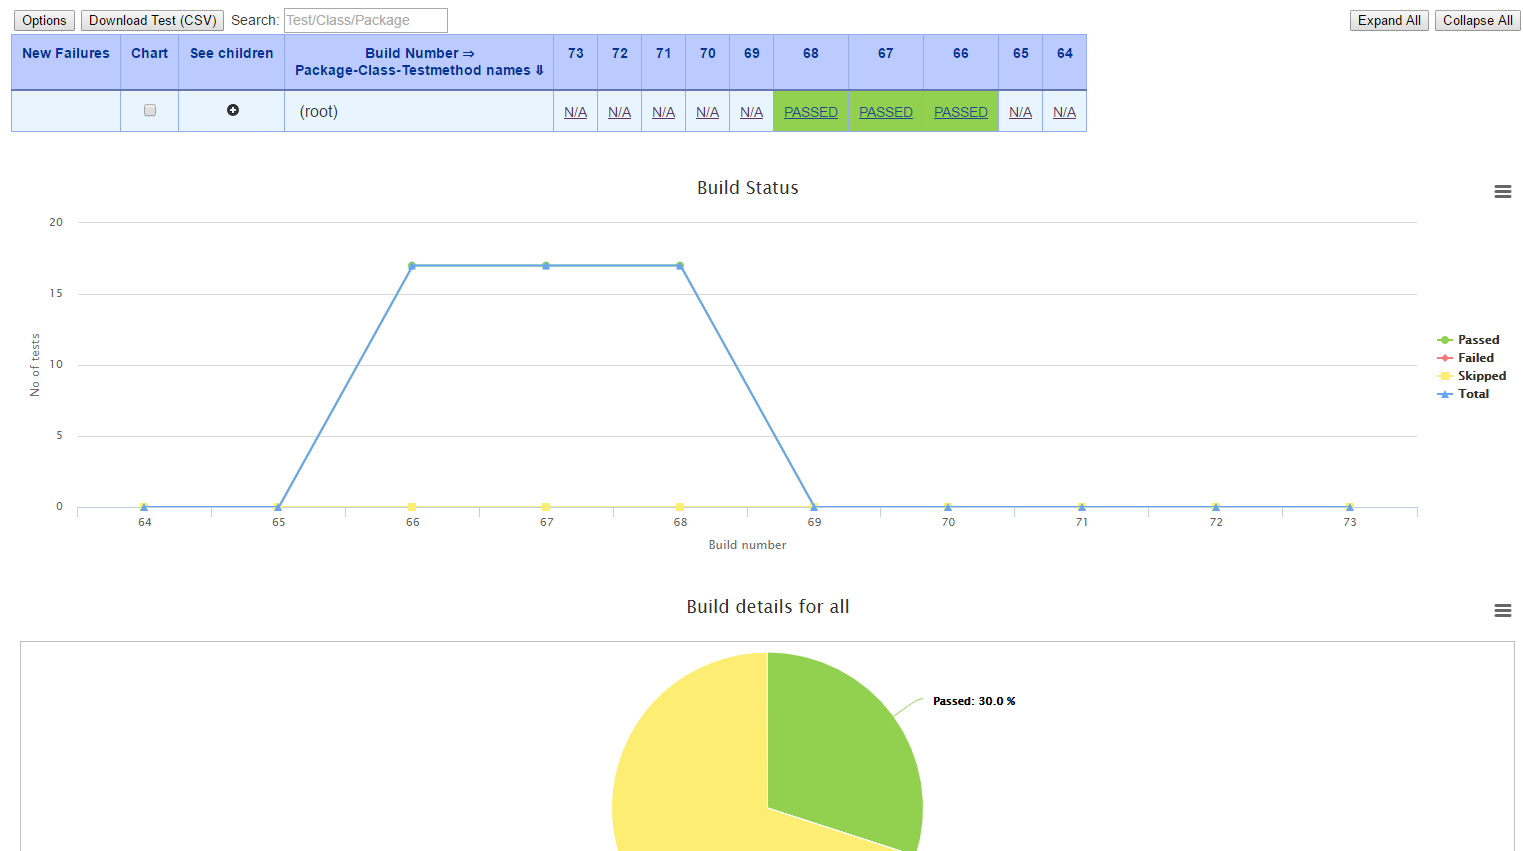 Options Download Test (CSV) Search: Test/Class/Package Expand All Collapse All
New Failures Chart See children Build Number ⇒ 73 72 71 70 69 68 67 66 65 64
Package-Class-Testmethod names ⇓
(root) N/A N/A N/A N/A N/A PASSED PASSED PASSED N/A N/A
Build Status
20
15
10
5
0
No of tests
64 65 66 67 68 69 70 71 72 73
Build number
Passed
Failed
Skipped
Total
Build details for all
Passed: 30.0 %